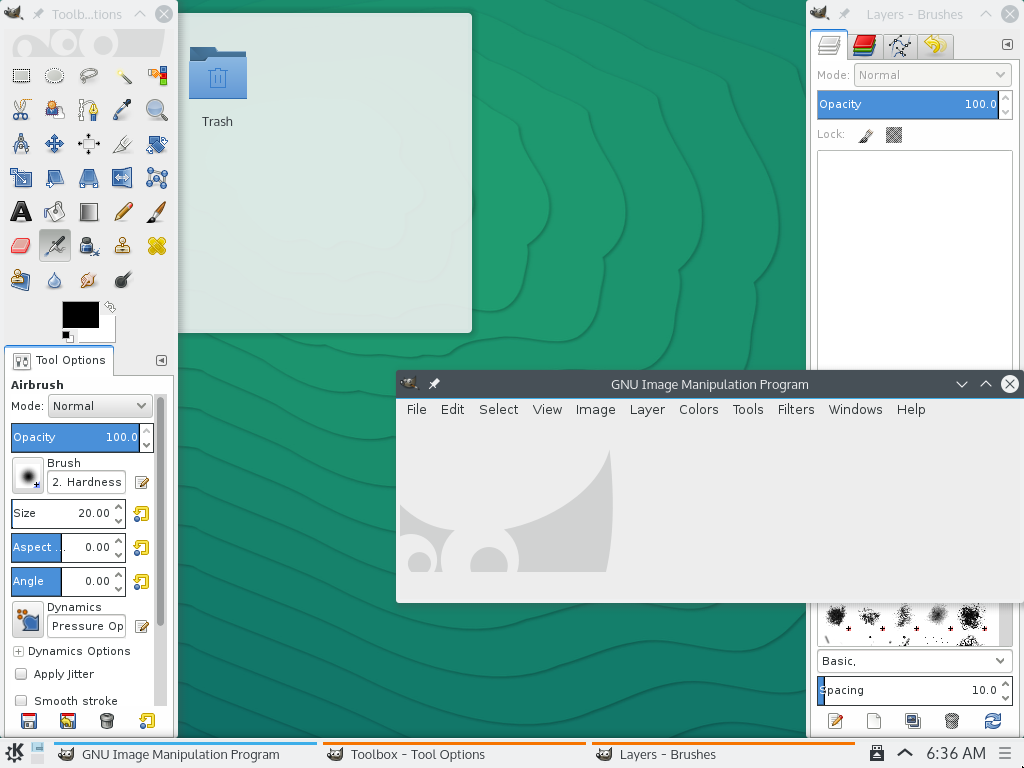 Toolb...tions
Tool Options
Airbrush
Mode: Normal
Opacity 100.0
Brush
2. Hardness
Size 20.00
Aspect ... 0.00
Angle 0.00
Dynamics
Pressure Op
Dynamics Options
Apply Jitter
Smooth stroke
Trash
Layers - Brushes
Mode: Normal
Opacity 100.0
Lock:
GNU Image Manipulation Program
File Edit Select View Image Layer Colors Tools Filters Windows Help
Basic,
Spacing 10.0
GNU Image Manipulation Program Toolbox - Tool Options Layers - Brushes 6:36 AM